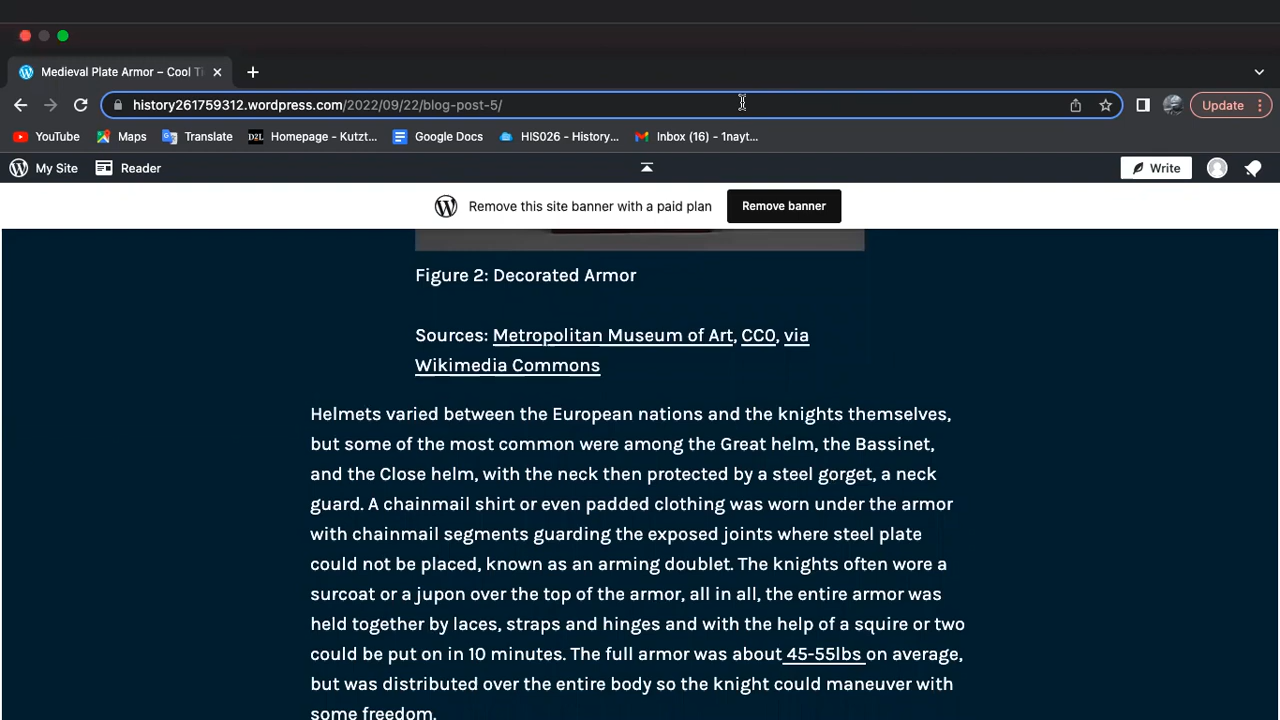 Medieval Plate Armor – Cool Ti
history261759312.wordpress.com/2022/09/22/blog-post-5/
Update
YouTube
Maps
Translate
D2L Homepage - Kutzt...
Google Docs
HIS026 - History...
Inbox (16) - 1nayt...
My Site
Reader
Write
Remove this site banner with a paid plan
Remove banner
Figure 2: Decorated Armor
Sources: Metropolitan Museum of Art, CC0, via
Wikimedia Commons
Helmets varied between the European nations and the knights themselves,
but some of the most common were among the Great helm, the Bassinet,
and the Close helm, with the neck then protected by a steel gorget, a neck
guard. A chainmail shirt or even padded clothing was worn under the armor
with chainmail segments guarding the exposed joints where steel plate
could not be placed, known as an arming doublet. The knights often wore a
surcoat or a jupon over the top of the armor, all in all, the entire armor was
held together by laces, straps and hinges and with the help of a squire or two
could be put on in 10 minutes. The full armor was about 45-55lbs on average,
but was distributed over the entire body so the knight could maneuver with
some freedom.